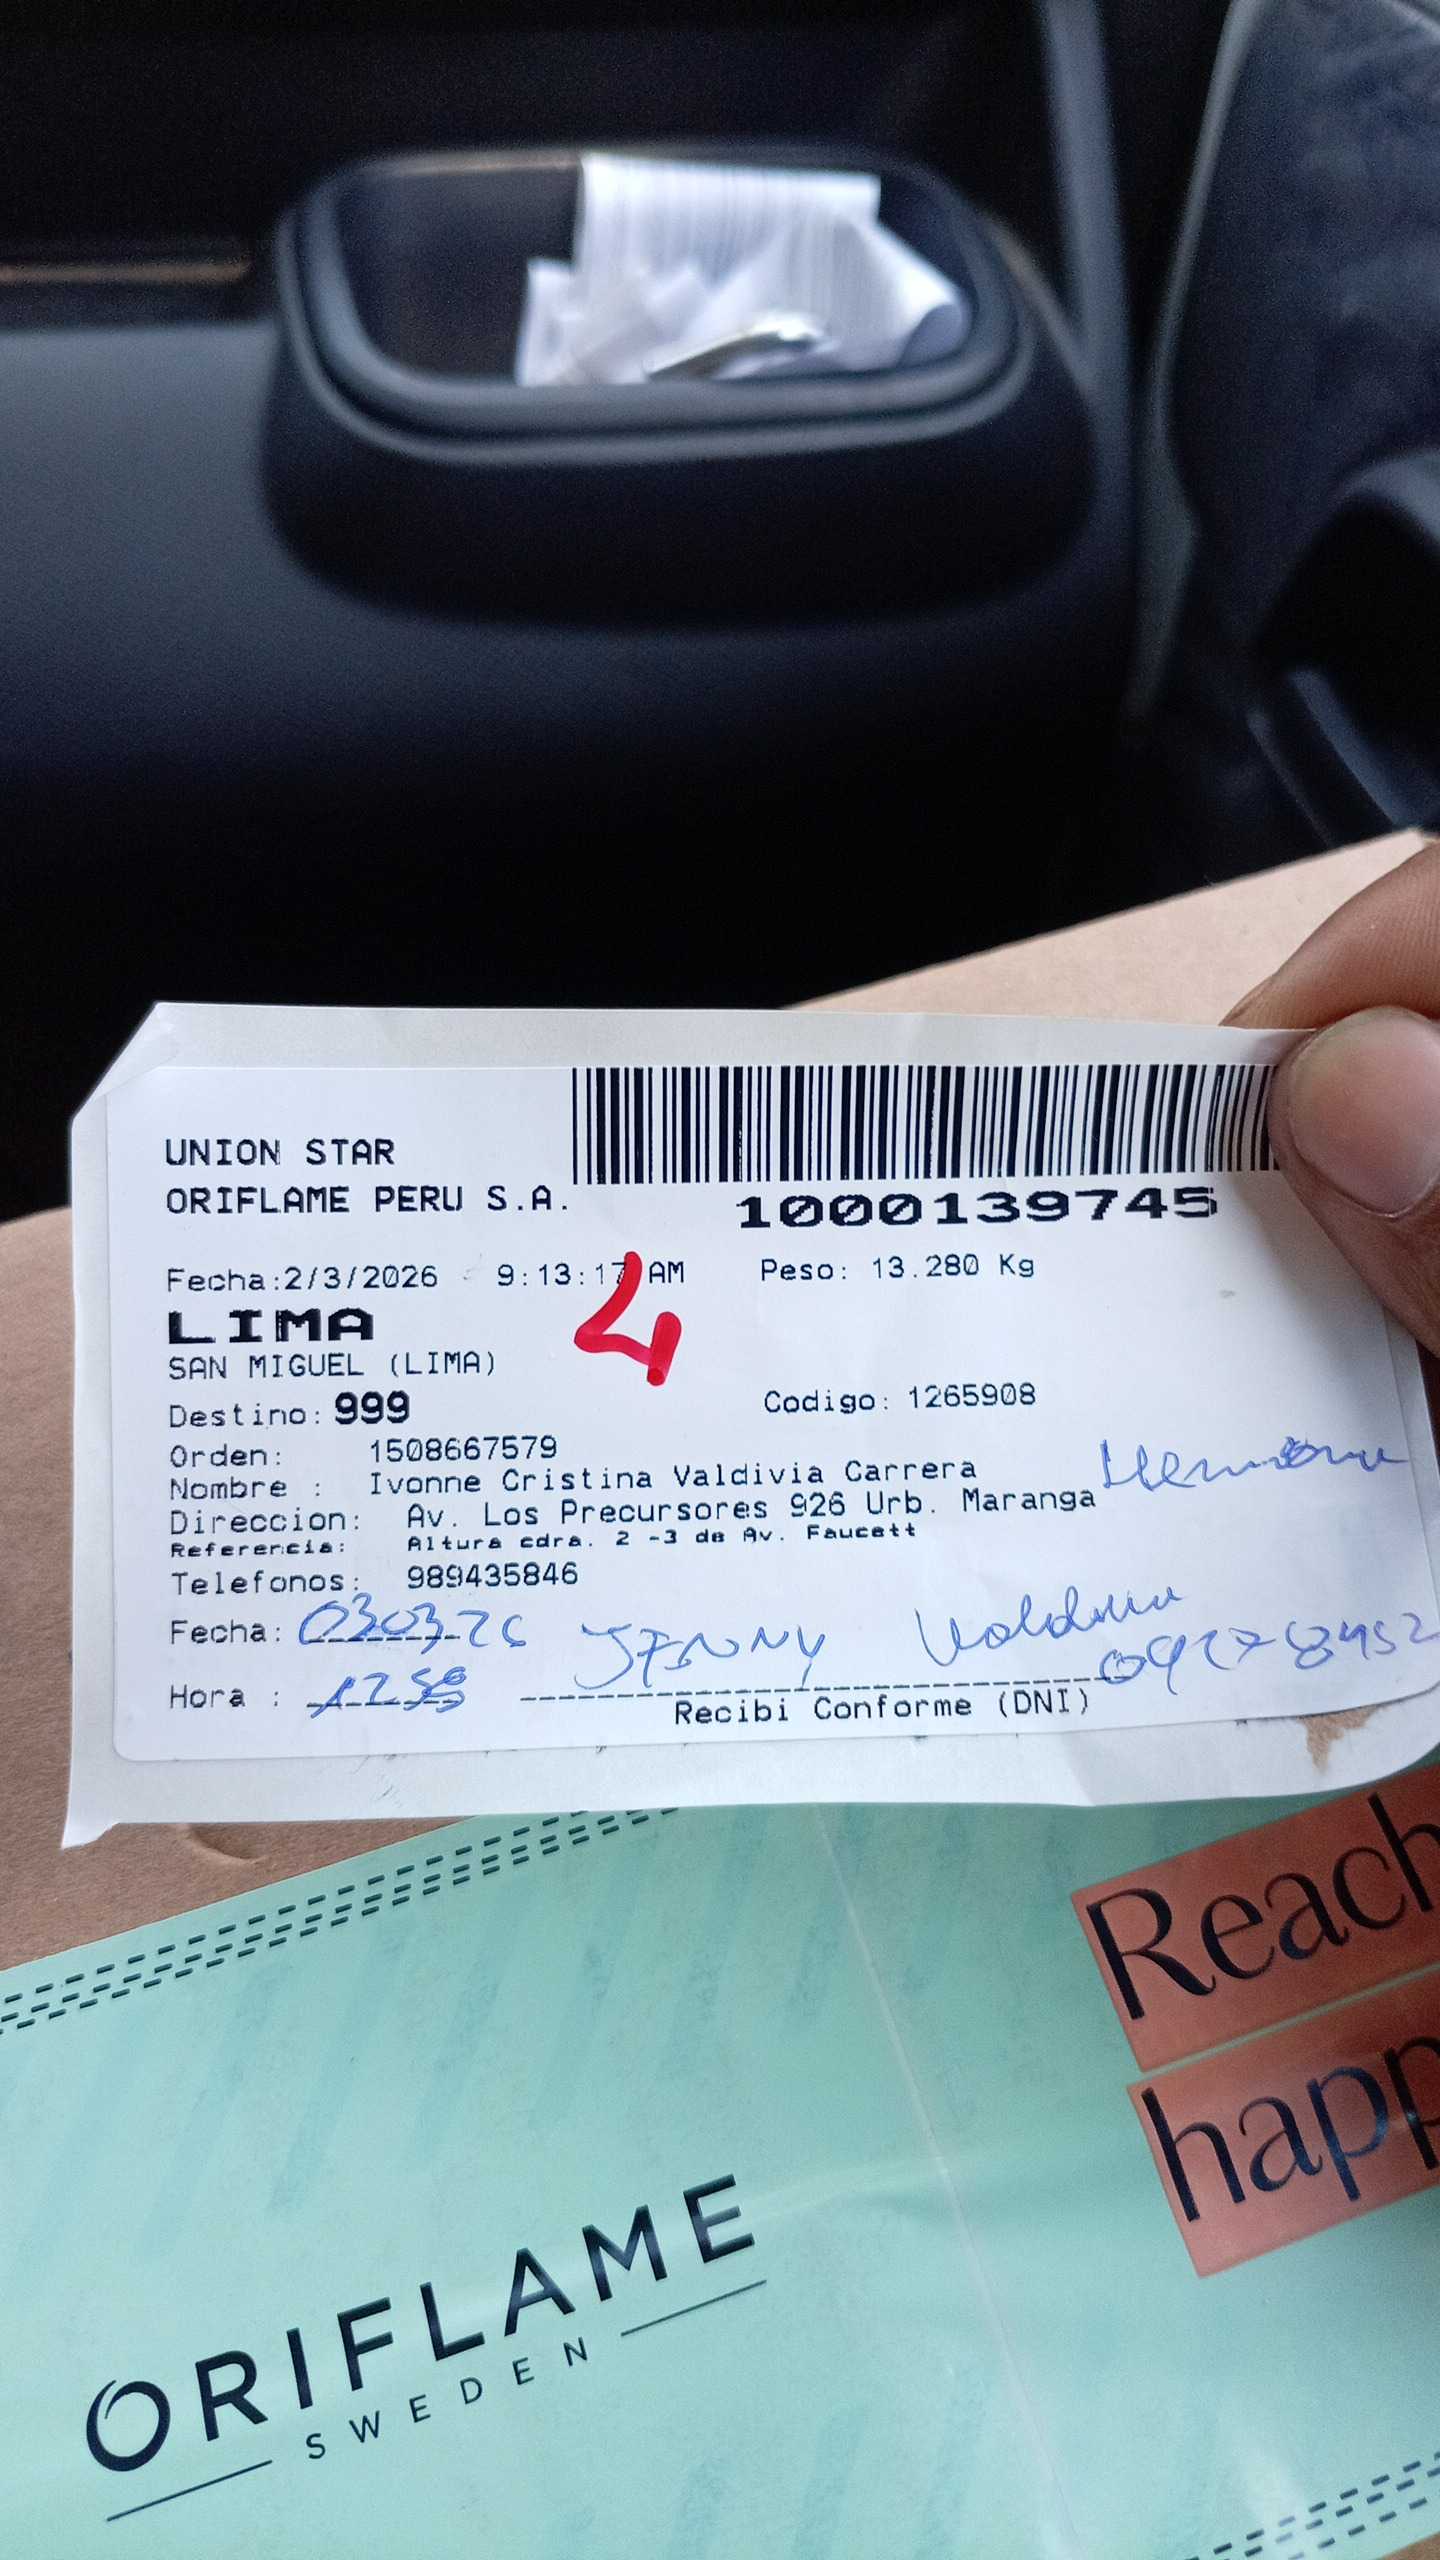 UNION STAR
ORIFLAME PERU S.A.
1000139745
Fecha:2/3/2026 9:13:17 AM Peso: 13.280 Kg
4
LIMA
SAN MIGUEL (LIMA)
Destino: 999 Codigo: 1265908
Orden: 1508667579
Nombre : Ivonne Cristina Valdivia Carrera
Direccion: Av. Los Precursores 926 Urb. Maranga
Referencia: Altura cdra. 2 -3 de Av. Faucett
Telefonos: 989435846
Fecha: 030326 JENNY Valdivia
Hora :
Recibi Conforme (DNI)
Reach
happ
ORIFLAME
SWEDEN